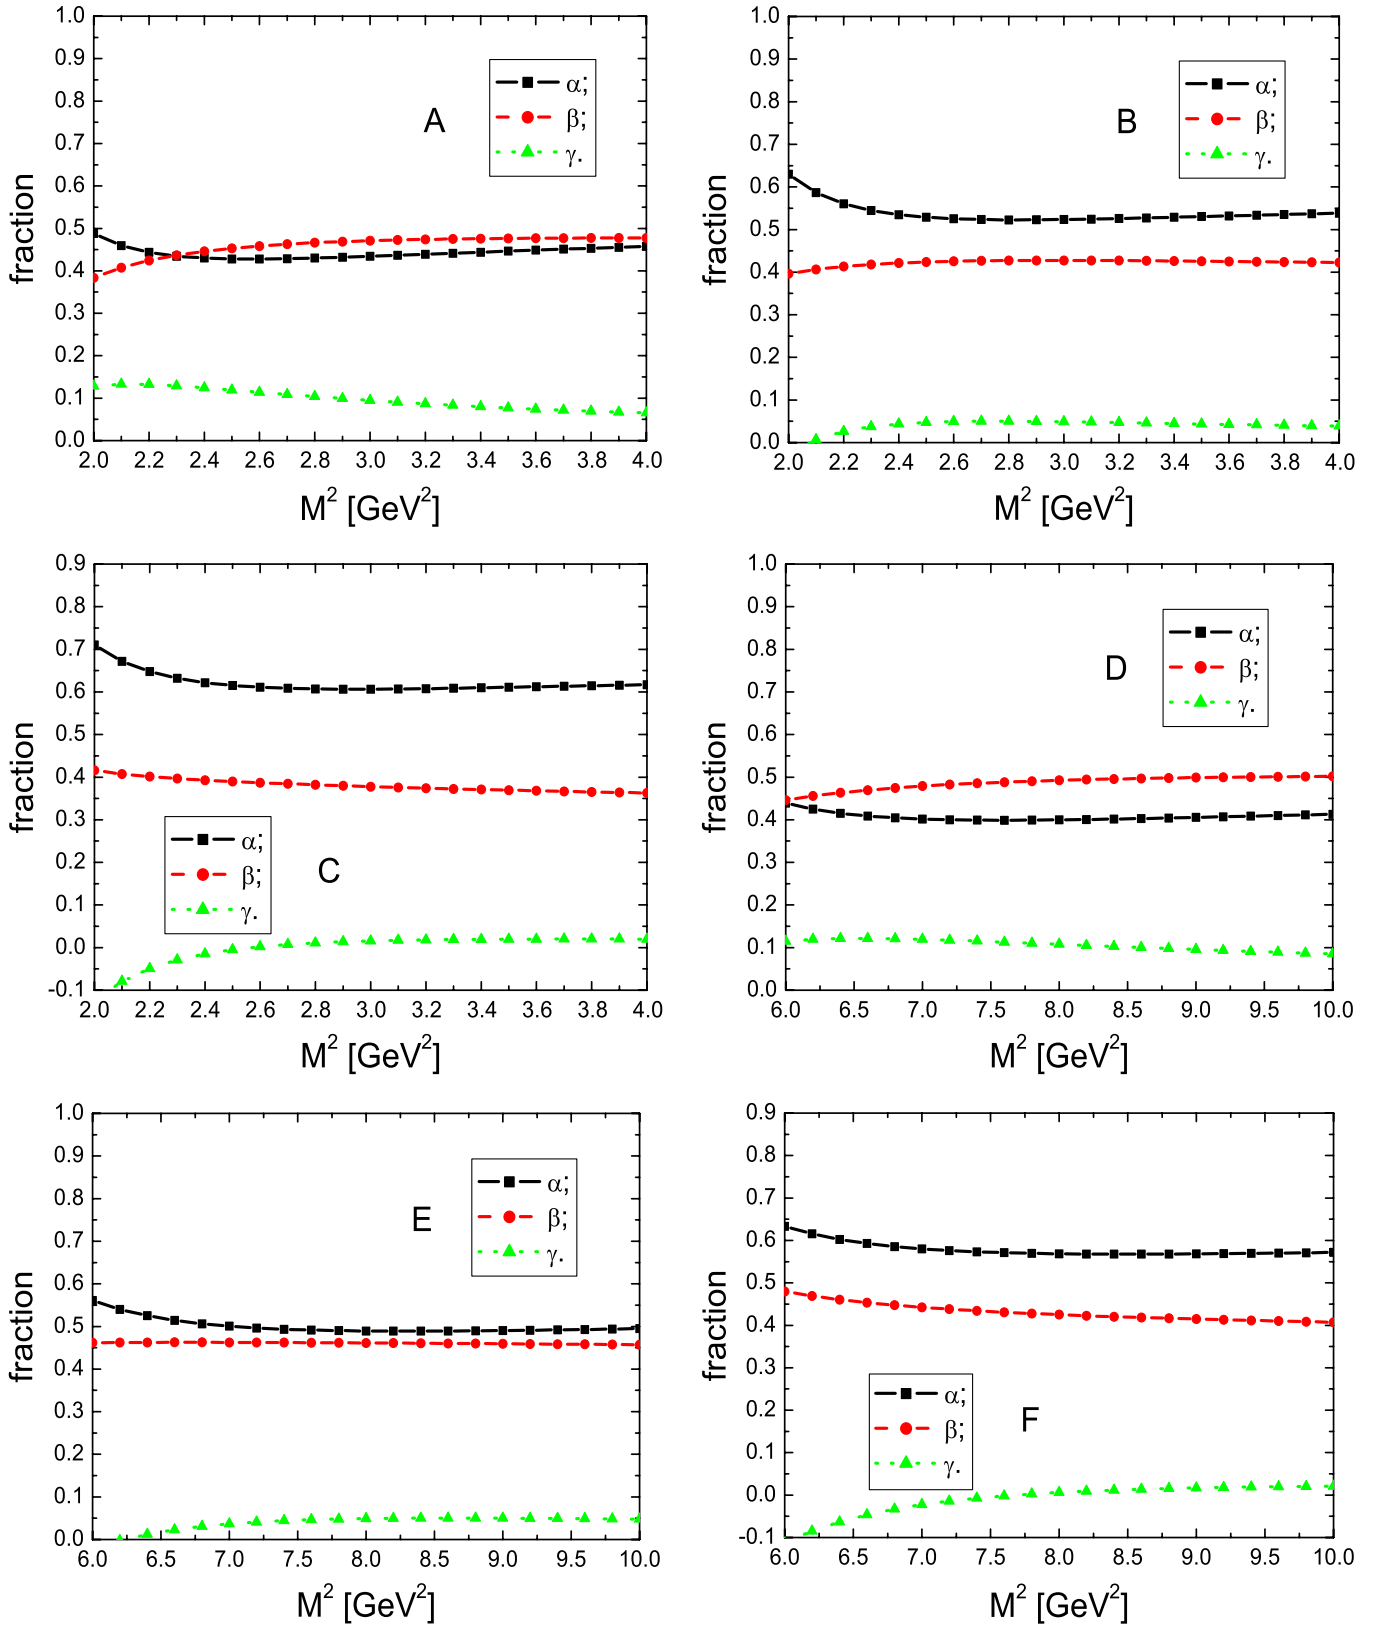 A
α;
β;
γ.
fraction
1.0
0.9
0.8
0.7
0.6
0.5
0.4
0.3
0.2
0.1
0.0
2.0 2.2 2.4 2.6 2.8 3.0 3.2 3.4 3.6 3.8 4.0
M² [GeV²]
B
α;
β;
γ.
fraction
1.0
0.9
0.8
0.7
0.6
0.5
0.4
0.3
0.2
0.1
0.0
2.0 2.2 2.4 2.6 2.8 3.0 3.2 3.4 3.6 3.8 4.0
M² [GeV²]
C
α;
β;
γ.
fraction
0.9
0.8
0.7
0.6
0.5
0.4
0.3
0.2
0.1
0.0
-0.1
2.0 2.2 2.4 2.6 2.8 3.0 3.2 3.4 3.6 3.8 4.0
M² [GeV²]
D
α;
β;
γ.
fraction
1.0
0.9
0.8
0.7
0.6
0.5
0.4
0.3
0.2
0.1
0.0
6.0 6.5 7.0 7.5 8.0 8.5 9.0 9.5 10.0
M² [GeV²]
E
α;
β;
γ.
fraction
1.0
0.9
0.8
0.7
0.6
0.5
0.4
0.3
0.2
0.1
0.0
6.0 6.5 7.0 7.5 8.0 8.5 9.0 9.5 10.0
M² [GeV²]
F
α;
β;
γ.
fraction
0.9
0.8
0.7
0.6
0.5
0.4
0.3
0.2
0.1
0.0
-0.1
6.0 6.5 7.0 7.5 8.0 8.5 9.0 9.5 10.0
M² [GeV²]